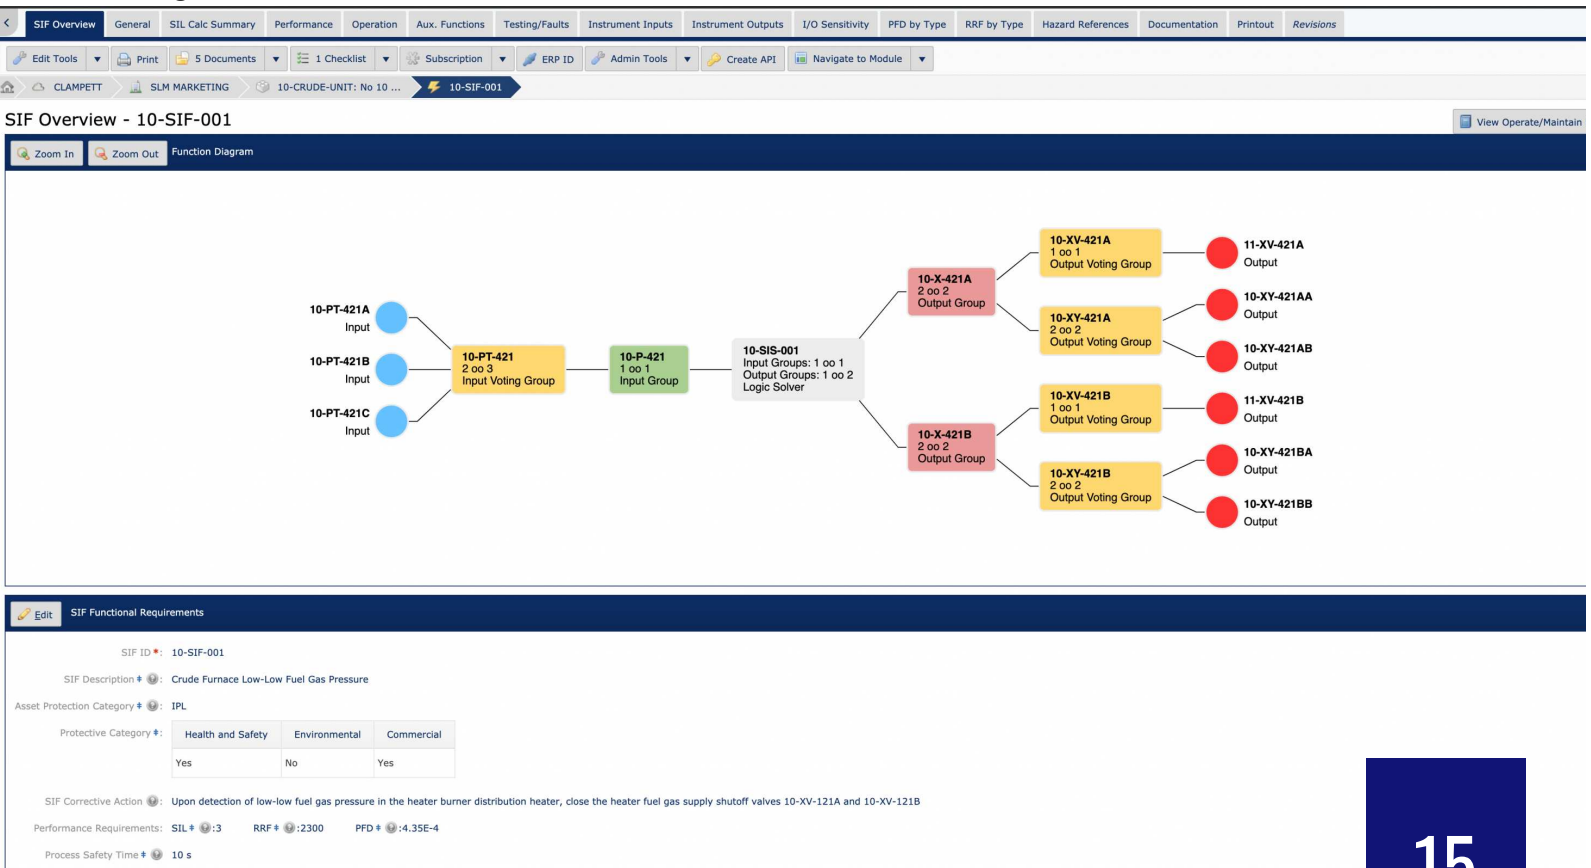 SIF Overview General SIL Calc Summary Performance Operation Aux. Functions Testing/Faults Instrument Inputs Instrument Outputs I/O Sensitivity PFD by Type RRF by Type Hazard References Documentation Printout Revisions
Edit Tools Print 5 Documents 1 Checklist Subscription ERP ID Admin Tools Create API Navigate to Module
CLAMPETT SLM MARKETING 10-CRUDE-UNIT: No 10 ... 10-SIF-001
SIF Overview - 10-SIF-001
View Operate/Maintain
Zoom In Zoom Out Function Diagram
10-PT-421A
Input
10-PT-421B
Input
10-PT-421C
Input
10-PT-421
2 oo 3
Input Voting Group
10-P-421
1 oo 1
Input Group
10-SIS-001
Input Groups: 1 oo 1
Output Groups: 1 oo 2
Logic Solver
10-X-421A
2 oo 2
Output Group
10-X-421B
2 oo 2
Output Group
10-XV-421A
1 oo 1
Output Voting Group
10-XY-421A
2 oo 2
Output Voting Group
10-XV-421B
1 oo 1
Output Voting Group
10-XY-421B
2 oo 2
Output Voting Group
11-XV-421A
Output
10-XY-421AA
Output
10-XY-421AB
Output
11-XV-421B
Output
10-XY-421BA
Output
10-XY-421BB
Output
Edit SIF Functional Requirements
SIF ID *: 10-SIF-001
SIF Description : Crude Furnace Low-Low Fuel Gas Pressure
Asset Protection Category : IPL
Protective Category : Health and Safety Environmental Commercial
Yes No Yes
SIF Corrective Action : Upon detection of low-low fuel gas pressure in the heater burner distribution heater, close the heater fuel gas supply shutoff valves 10-XV-121A and 10-XV-121B
Performance Requirements: SIL :3 RRF :2300 PFD :4.35E-4
Process Safety Time 10 s
15